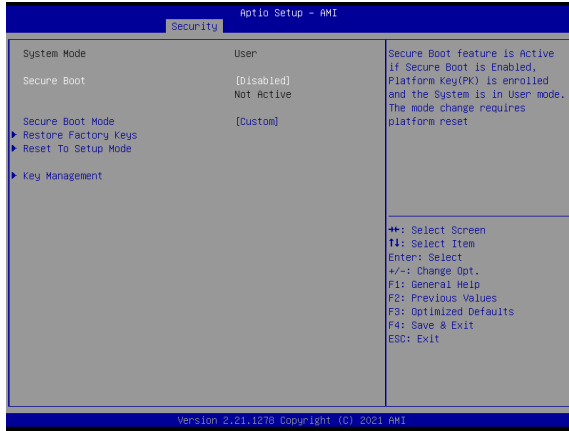 Aptio Setup - AMI
Security
System Mode User
Secure Boot [Disabled]
Not Active
Secure Boot Mode [Custom]
Restore Factory Keys
Reset To Setup Mode
Key Management
Secure Boot feature is Active
if Secure Boot is Enabled,
Platform Key(PK) is enrolled
and the System is in User mode.
The mode change requires
platform reset
→←: Select Screen
↑↓: Select Item
Enter: Select
+/-: Change Opt.
F1: General Help
F2: Previous Values
F3: Optimized Defaults
F4: Save & Exit
ESC: Exit
Version 2.21.1278 Copyright (C) 2021 AMI